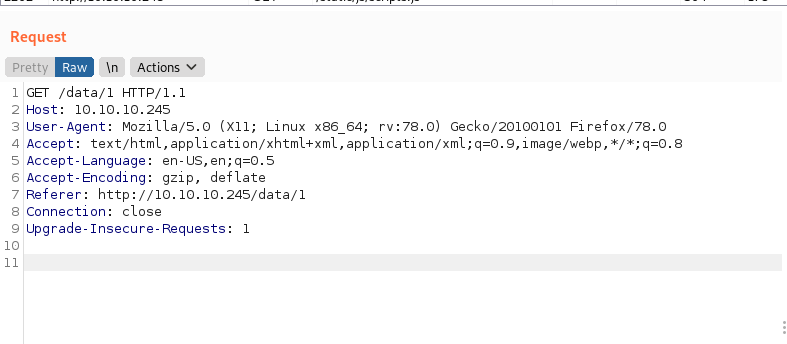 Request
Pretty Raw \n Actions
1 GET /data/1 HTTP/1.1
2 Host: 10.10.10.245
3 User-Agent: Mozilla/5.0 (X11; Linux x86_64; rv:78.0) Gecko/20100101 Firefox/78.0
4 Accept: text/html,application/xhtml+xml,application/xml;q=0.9,image/webp,*/*;q=0.8
5 Accept-Language: en-US,en;q=0.5
6 Accept-Encoding: gzip, deflate
7 Referer: http://10.10.10.245/data/1
8 Connection: close
9 Upgrade-Insecure-Requests: 1
10
11